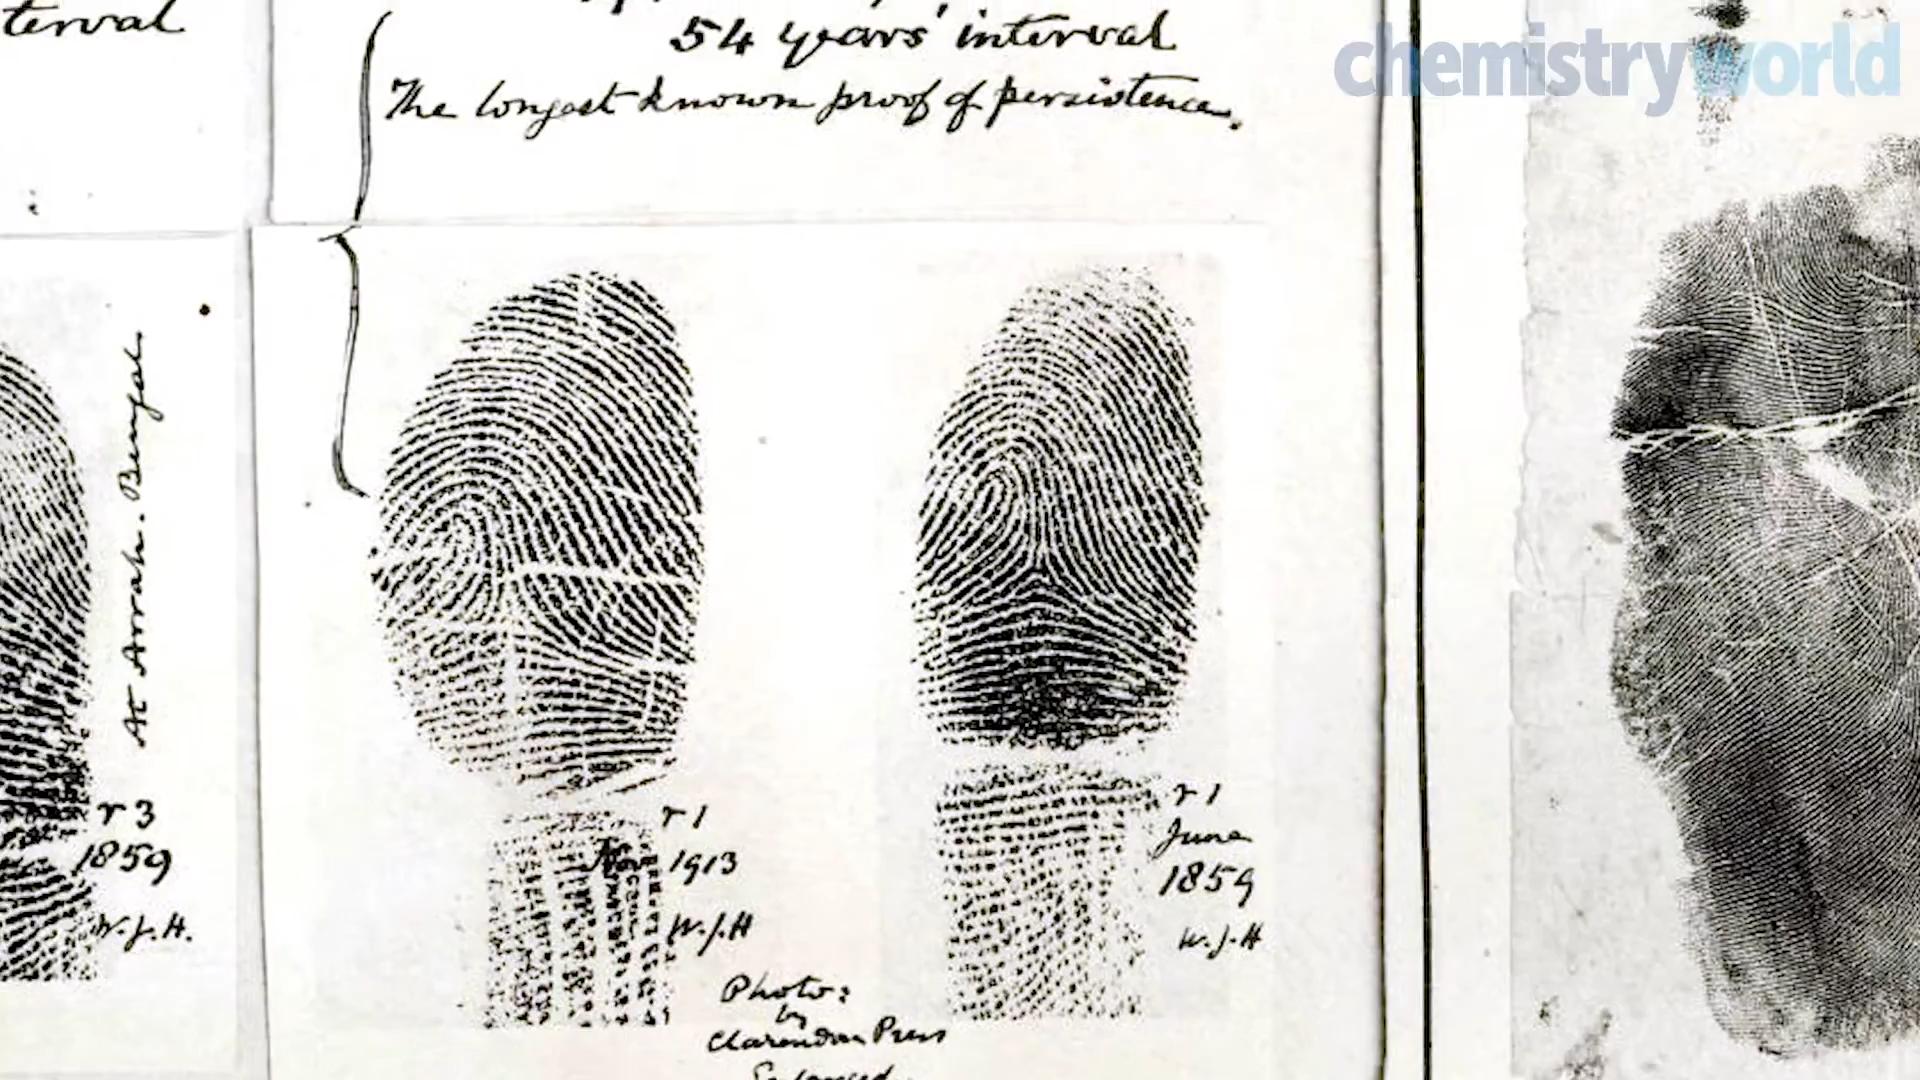 terval
54 years' interval
The longest known proof of persistence.
chemistryworld
At Arrah. Bengal
r 3
1859
W.J.H.
r 1
Nov 1913
W.J.H
r 1
June
1859
W.J.H
Photo:
by
Clarendon Press
Enlarged